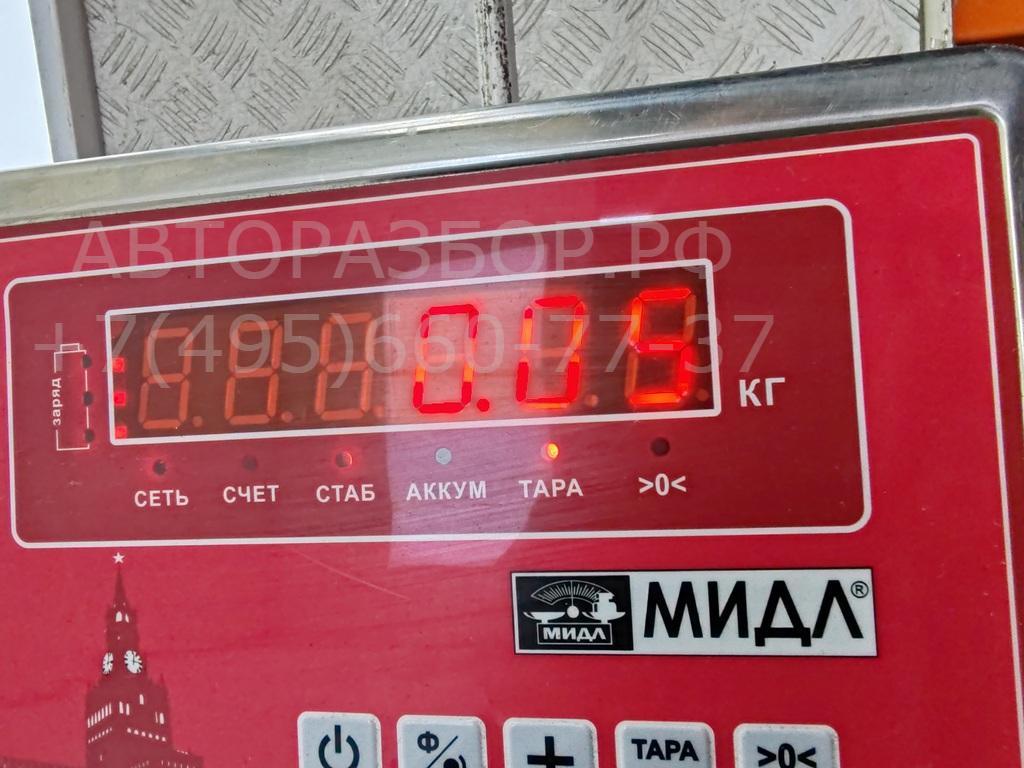 АВТОРАЗБОР.РФ
+7(495)660-77-37
заряд
0.05
КГ
СЕТЬ СЧЕТ СТАБ АККУМ ТАРА >0<
МИДЛ МИДЛ®
Ф ТАРА >0<